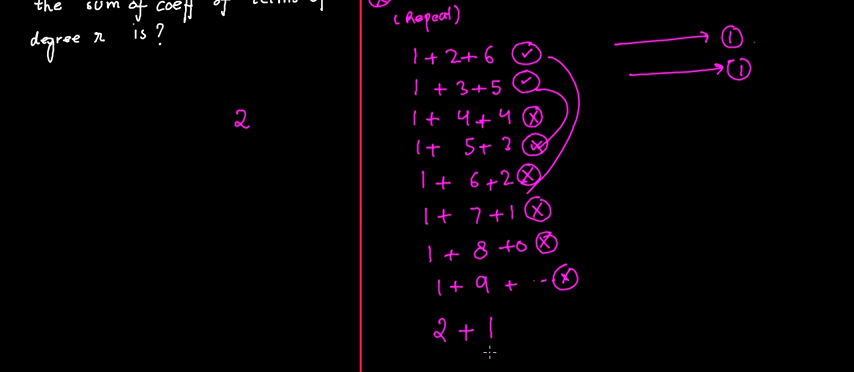 the sum of coeff of terms of
degree r is ?
2
(Repeal)
1 + 2 + 6
1 + 3 + 5
1 + 4 + 4
1 + 5 + 3
1 + 6 + 2
1 + 7 + 1
1 + 8 + 0
1 + 9 + ...
2 + 1
1
1